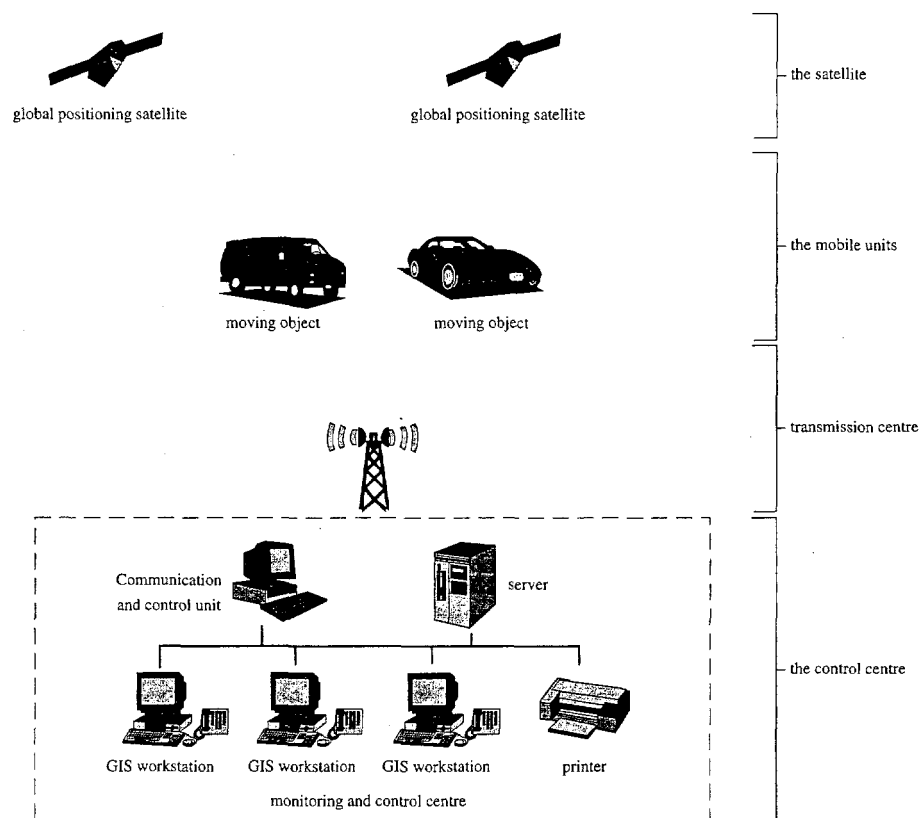 the satellite
global positioning satellite
global positioning satellite
the mobile units
moving object
moving object
transmission centre
Communication
and control unit
server
the control centre
GIS workstation
GIS workstation
GIS workstation
printer
monitoring and control centre